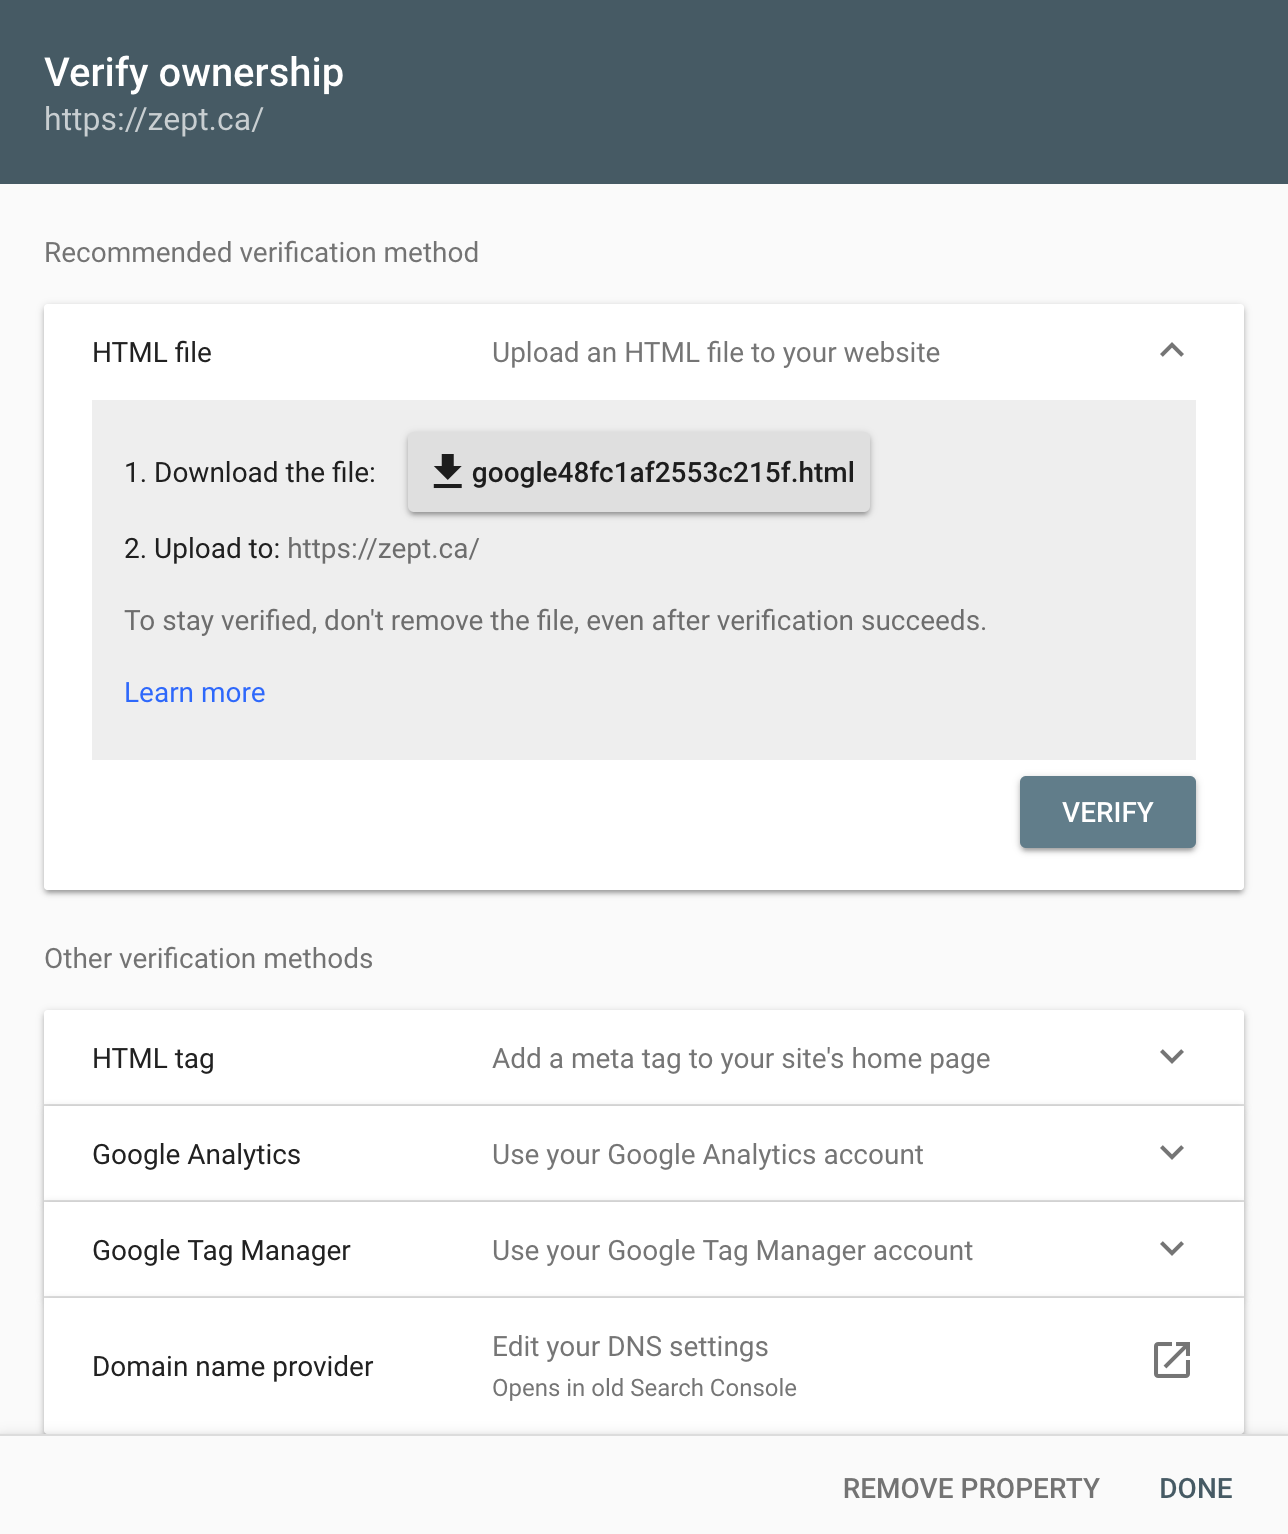 Verify ownership
https://zept.ca/
Recommended verification method
HTML file Upload an HTML file to your website
1. Download the file: google48fc1af2553c215f.html
2. Upload to: https://zept.ca/
To stay verified, don't remove the file, even after verification succeeds.
Learn more
VERIFY
Other verification methods
HTML tag Add a meta tag to your site's home page
Google Analytics Use your Google Analytics account
Google Tag Manager Use your Google Tag Manager account
Domain name provider Edit your DNS settings
Opens in old Search Console
REMOVE PROPERTY DONE